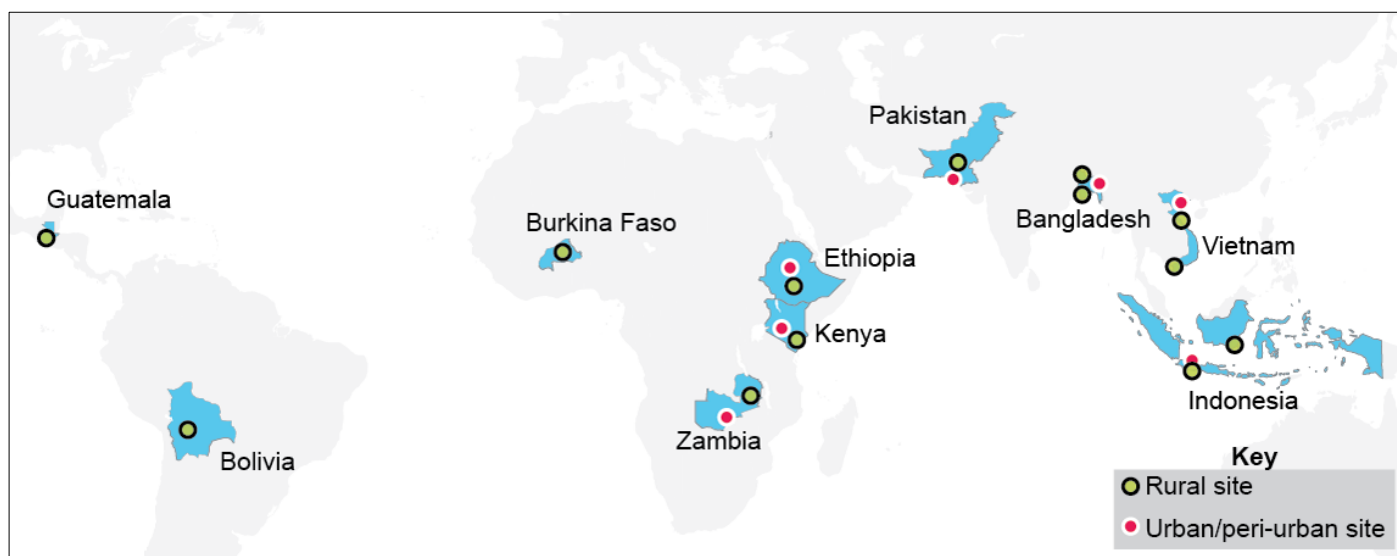 Pakistan
Guatemala
Burkina Faso
Bangladesh
Ethiopia
Vietnam
Kenya
Indonesia
Zambia
Bolivia
Key
Rural site
Urban/peri-urban site